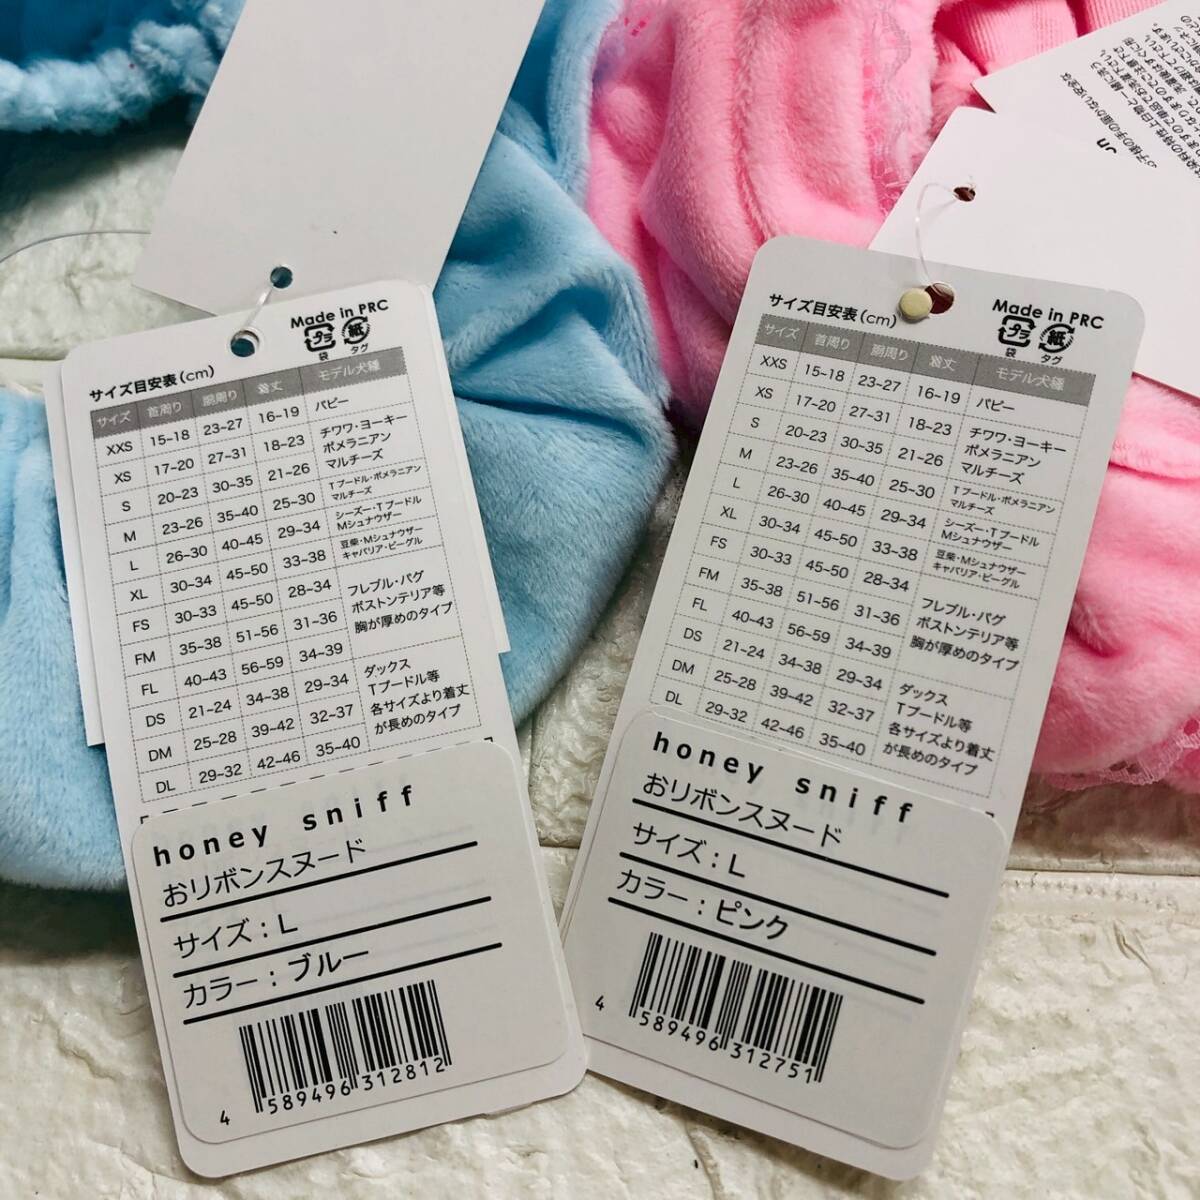 Made in PRC
サイズ目安表(cm)
プラ 紙
袋 タグ
サイズ 首周り 胴周り 着丈 モデル犬種
XXS 15-18 23-27 16-19 パピー
XS 17-20 27-31 18-23 チワワ・ヨーキー
ポメラニアン
マルチーズ
S 20-23 30-35 21-26
M 23-26 35-40 25-30 Tプードル・ポメラニアン
マルチーズ
L 26-30 40-45 29-34 シーズー・Tプードル
Mシュナウザー
XL 30-34 45-50 33-38 豆柴・Mシュナウザー
キャバリア・ビーグル
FS 30-33 45-50 28-34 フレブル・パグ
ボストンテリア等
胸が厚めのタイプ
FM 35-38 51-56 31-36
FL 40-43 56-59 34-39
DS 21-24 34-38 29-34 ダックス
Tプードル等
各サイズより着丈
が長めのタイプ
DM 25-28 39-42 32-37
DL 29-32 42-46 35-40
honey sniff
おリボンスヌード
サイズ：L
カラー：ブルー
4 589496 312812
Made in PRC
サイズ目安表(cm)
プラ 紙
袋 タグ
サイズ 首周り 胴周り 着丈 モデル犬種
XXS 15-18 23-27 16-19 パピー
XS 17-20 27-31 18-23 チワワ・ヨーキー
ポメラニアン
マルチーズ
S 20-23 30-35 21-26
M 23-26 35-40 25-30 Tプードル・ポメラニアン
マルチーズ
L 26-30 40-45 29-34 シーズー・Tプードル
Mシュナウザー
XL 30-34 45-50 33-38 豆柴・Mシュナウザー
キャバリア・ビーグル
FS 30-33 45-50 28-34 フレブル・パグ
ボストンテリア等
胸が厚めのタイプ
FM 35-38 51-56 31-36
FL 40-43 56-59 34-39
DS 21-24 34-38 29-34 ダックス
Tプードル等
各サイズより着丈
が長めのタイプ
DM 25-28 39-42 32-37
DL 29-32 42-46 35-40
honey sniff
おリボンスヌード
サイズ：L
カラー：ピンク
4 589496 312751